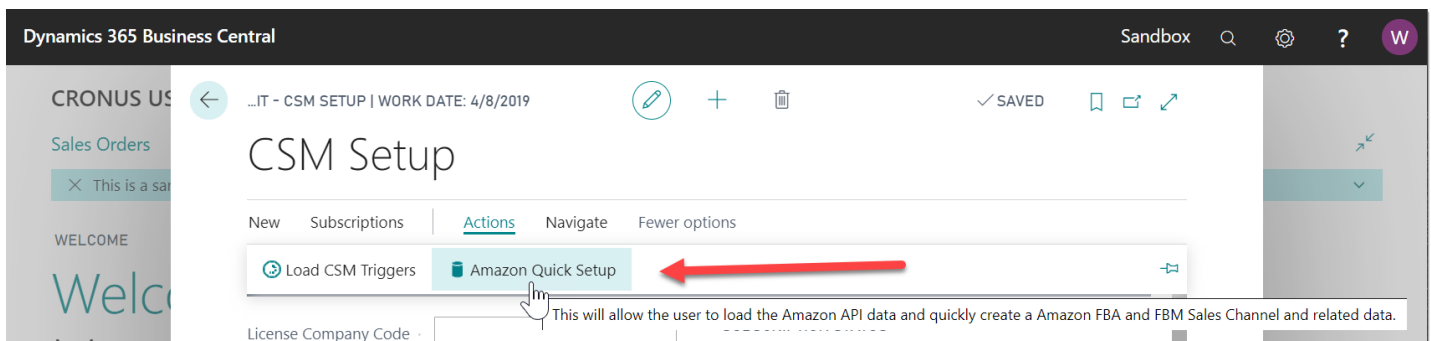 Dynamics 365 Business Central Sandbox ? W
CRONUS US
...IT - CSM SETUP | WORK DATE: 4/8/2019 SAVED
Sales Orders
CSM Setup
This is a sa
New Subscriptions Actions Navigate Fewer options
WELCOME
Load CSM Triggers Amazon Quick Setup
Welc
This will allow the user to load the Amazon API data and quickly create a Amazon FBA and FBM Sales Channel and related data.
License Company Code